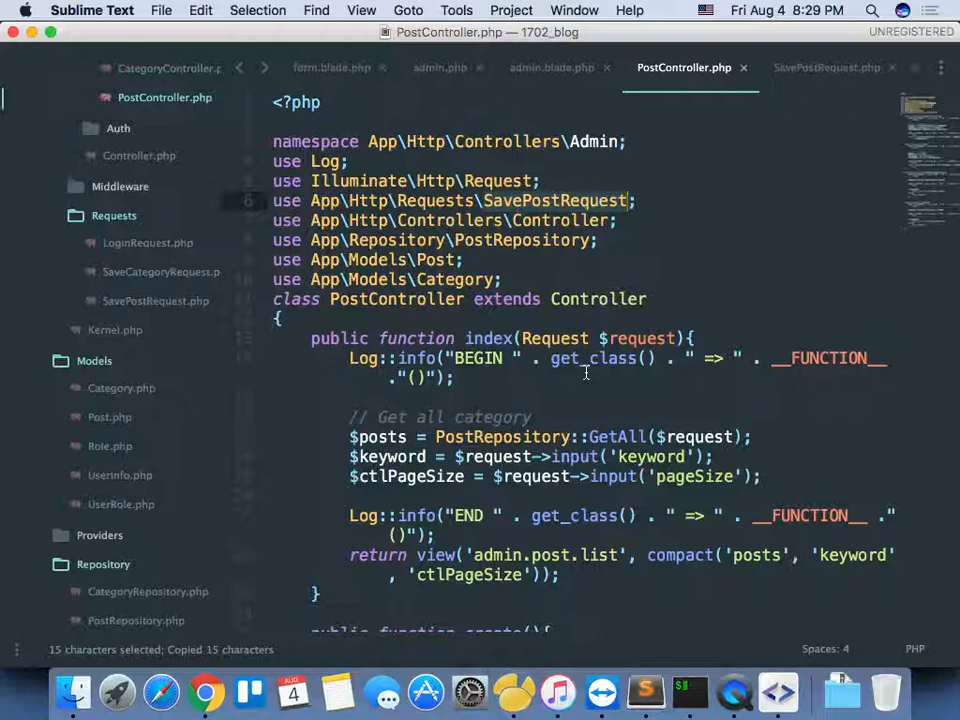 Sublime Text File Edit Selection Find View Goto Tools Project Window Help Fri Aug 4 8:29 PM
PostController.php — 1702_blog UNREGISTERED
CategoryController.p
PostController.php
Auth
Controller.php
Middleware
Requests
LoginRequest.php
SaveCategoryRequest.p
SavePostRequest.php
Kernel.php
Models
Category.php
Post.php
Role.php
UserInfo.php
UserRole.php
Providers
Repository
CategoryRepository.php
PostRepository.php
form.blade.php admin.php admin.blade.php PostController.php SavePostRequest.php
<?php
namespace App\Http\Controllers\Admin;
use Log;
use Illuminate\Http\Request;
6 use App\Http\Requests\SavePostRequest;
use App\Http\Controllers\Controller;
use App\Repository\PostRepository;
use App\Models\Post;
use App\Models\Category;
class PostController extends Controller
{
public function index(Request $request){
Log::info("BEGIN " . get_class() . " => " . __FUNCTION__
."()");
// Get all category
$posts = PostRepository::GetAll($request);
$keyword = $request->input('keyword');
$ctlPageSize = $request->input('pageSize');
Log::info("END " . get_class() . " => " . __FUNCTION__ ."
()");
return view('admin.post.list', compact('posts', 'keyword'
, 'ctlPageSize'));
}
public function create(){
15 characters selected; Copied 15 characters Spaces: 4 PHP
4